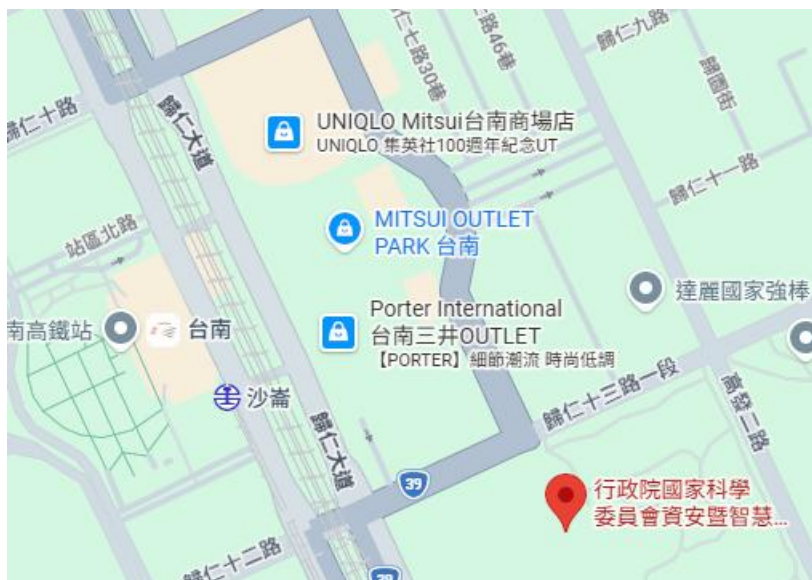 歸仁九路
歸仁七路30巷
路46巷
歸園街
歸仁十路
歸仁大道
UNIQLO Mitsui台南商場店
UNIQLO 集英社100週年紀念UT
歸仁十一路
站區北路
MITSUI OUTLET
PARK 台南
達麗國家強棒
Porter International
台南三井OUTLET
【PORTER】細節潮流 時尚低調
南高鐵站
台南
沙崙
歸仁大道
歸仁十三路一段
高發二路
39
行政院國家科學
委員會資安暨智慧...
歸仁十二路
39